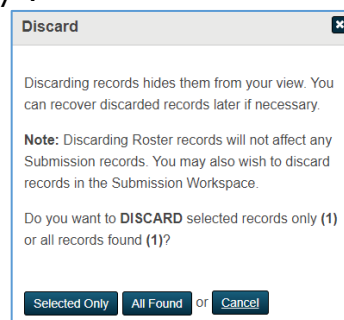 Discard
Discarding records hides them from your view. You
can recover discarded records later if necessary.
Note: Discarding Roster records will not affect any
Submission records. You may also wish to discard
records in the Submission Workspace.
Do you want to DISCARD selected records only (1)
or all records found (1)?
Selected Only All Found or Cancel